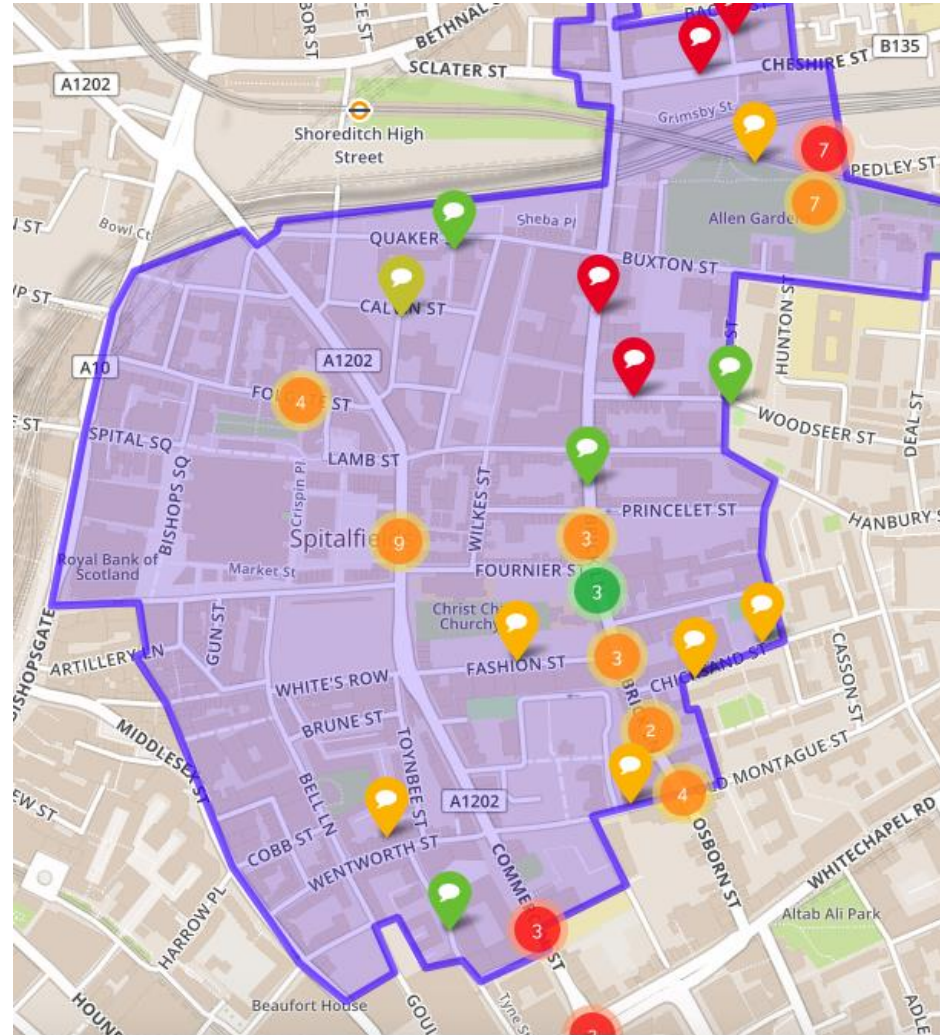 BETHNAL
B135
SCLATER ST
CHESHIRE ST
A1202
Grimsby St
Shoreditch High
Street
7
PEDLEY ST
7
Allen
Sheba Pl
Bowl Ct
QUAKER
BUXTON ST
CALVIN ST
HUNTON ST
A1202
A10
4
ST
WOODSEER ST
DEAL ST
SPITAL SQ
LAMB ST
BISHOPS SQ
Crispin Pl
WILKES ST
PRINCELET ST
HANBURY
Spitalfields
9
3
Royal Bank of
Scotland
Market St
FOURNIER ST
3
Christ
BISHOPSGATE
GUN ST
ARTILLERY LN
FASHION ST
3
CHICKSAND ST
CASSON ST
WHITE'S ROW
BRUNE ST
2
MIDDLESEX ST
TOYNBEE ST
MONTAGUE ST
4
A1202
BELL LN
COBB ST
WENTWORTH ST
OSBORN ST
WHITECHAPEL RD
HARROW PL
3
Altab Ali Park
Beaufort House